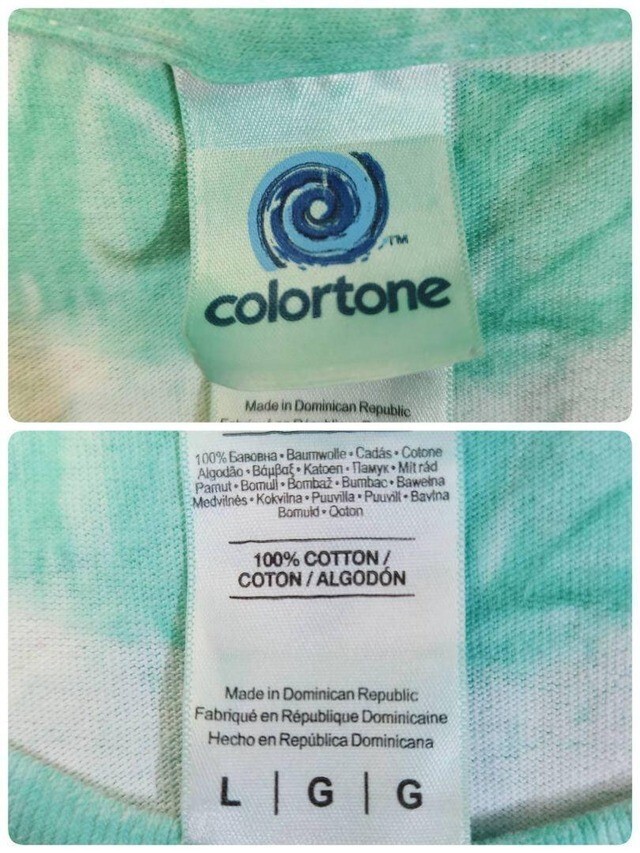 TM
colortone
Made in Dominican Republic
100% Бавовна • Baumwolle • Cadás • Cotone
Algodão • Βάμβαξ • Katoen • Памук • Mit rád
Pamut • Bomull • Bombaž • Bumbac • Bawełna
Medvilnės • Kokvilna • Puuvilla • Puuvill • Bavlna
Bomuld • Qoton
100% COTTON /
COTON / ALGODÓN
Made in Dominican Republic
Fabriqué en République Dominicaine
Hecho en República Dominicana
L | G | G